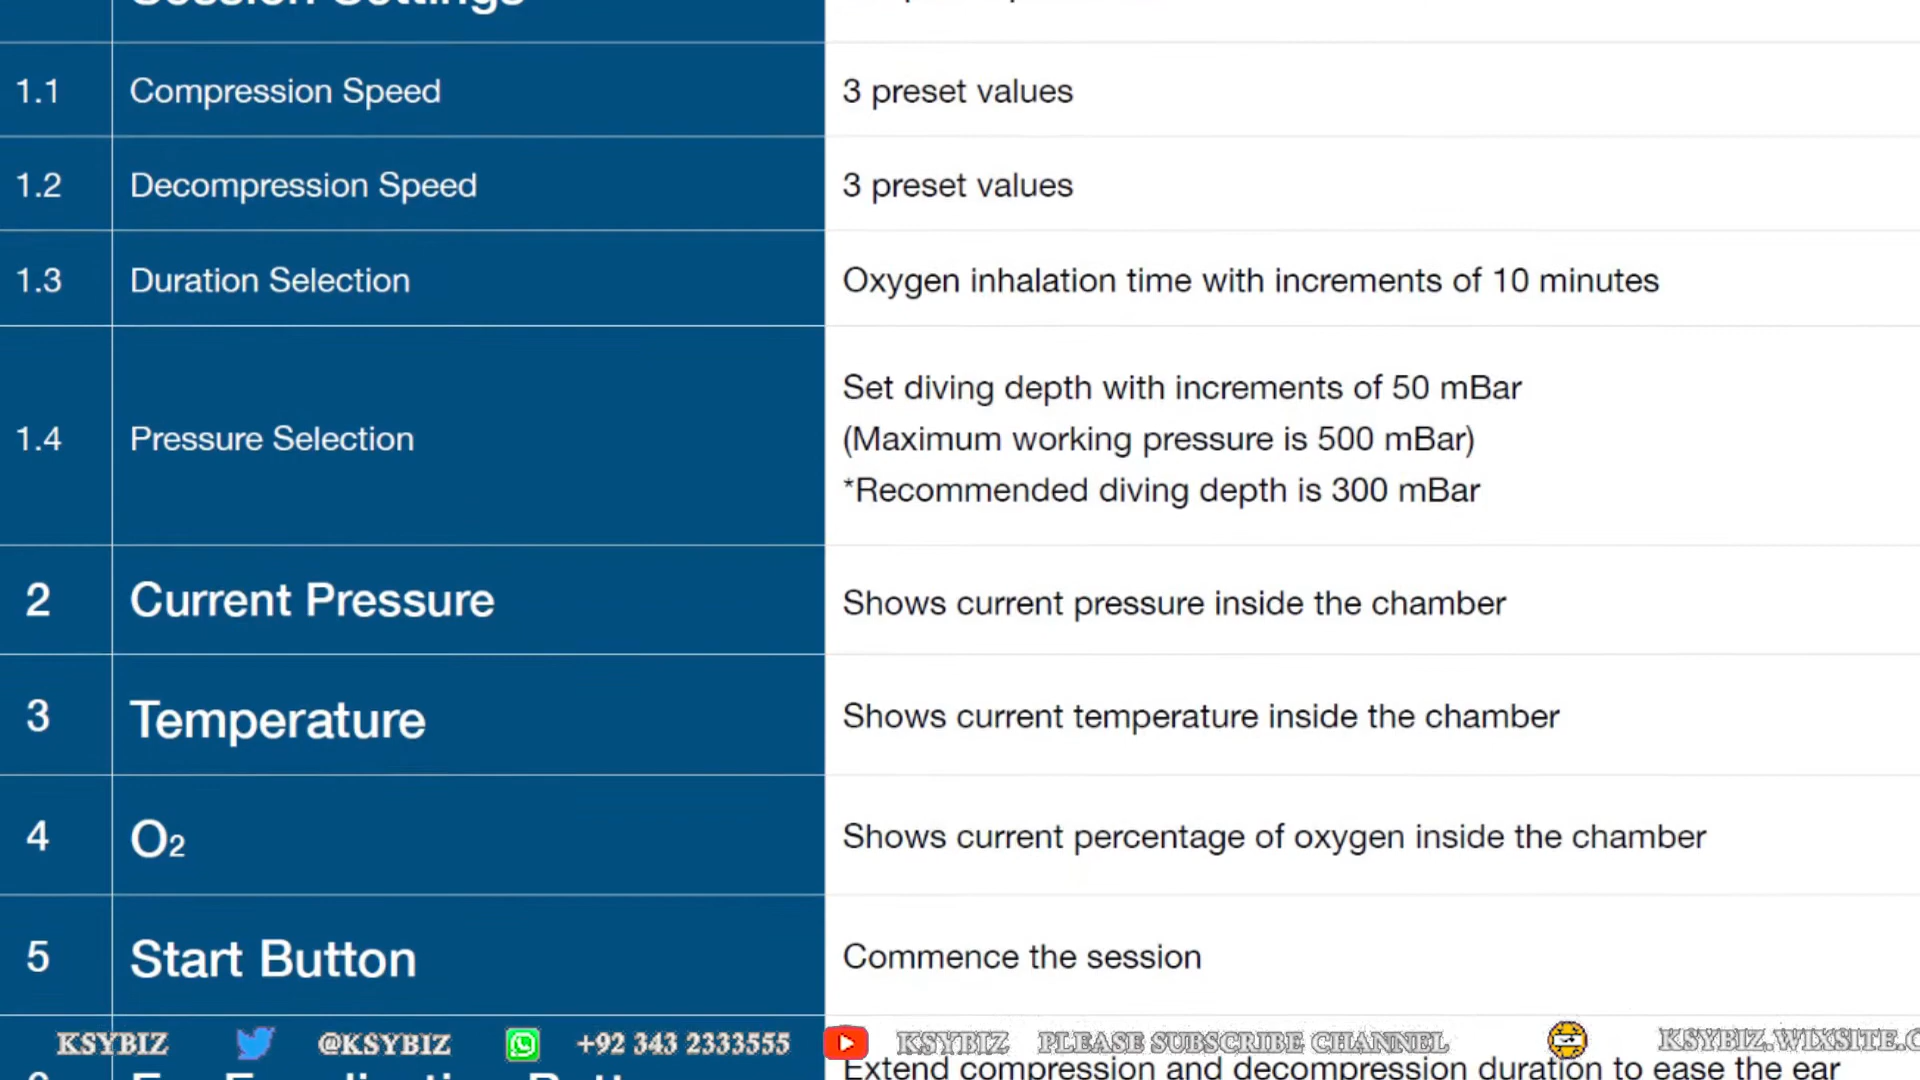 Session Settings
1.1 Compression Speed 3 preset values
1.2 Decompression Speed 3 preset values
1.3 Duration Selection Oxygen inhalation time with increments of 10 minutes
Set diving depth with increments of 50 mBar
1.4 Pressure Selection (Maximum working pressure is 500 mBar)
*Recommended diving depth is 300 mBar
2 Current Pressure Shows current pressure inside the chamber
3 Temperature Shows current temperature inside the chamber
4 O₂ Shows current percentage of oxygen inside the chamber
5 Start Button Commence the session
KSYBIZ @KSYBIZ +92 343 2333555 KSYBIZ PLEASE SUBSCRIBE CHANNEL KSYBIZ.WIXSITE.C
Extend compression and decompression duration to ease the ear